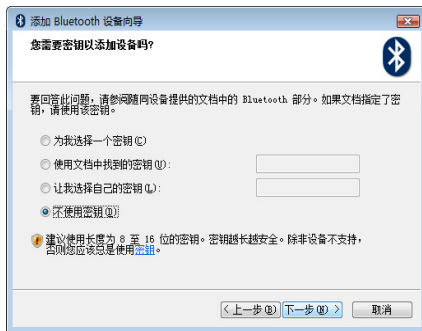 添加 Bluetooth 设备向导
您需要密钥以添加设备吗?
要回答此问题，请参阅随同设备提供的文档中的 Bluetooth 部分。如果文档指定了密
钥，请使用该密钥。
为我选择一个密钥(C)
使用文档中找到的密钥(U):
让我选择自己的密钥(L):
不使用密钥(D)
建议使用长度为 8 至 16 位的密钥。密钥越长越安全。除非设备不支持，
否则您应该总是使用密钥。
< 上一步(B) 下一步(N) > 取消